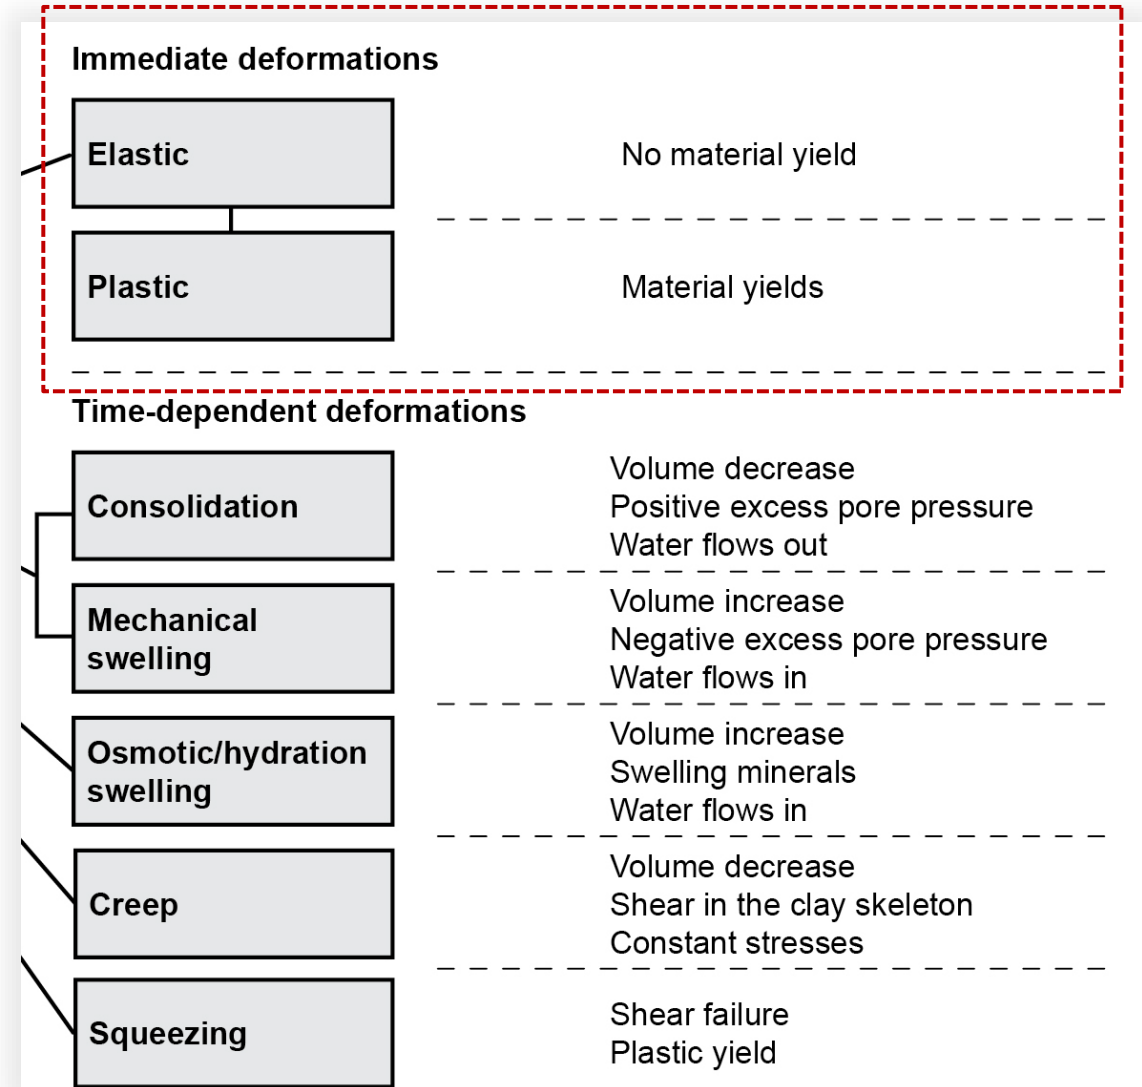 Immediate deformations
Elastic
No material yield
Plastic
Material yields
Time-dependent deformations
Consolidation
Volume decrease
Positive excess pore pressure
Water flows out
Mechanical
swelling
Volume increase
Negative excess pore pressure
Water flows in
Osmotic/hydration
swelling
Volume increase
Swelling minerals
Water flows in
Creep
Volume decrease
Shear in the clay skeleton
Constant stresses
Squeezing
Shear failure
Plastic yield